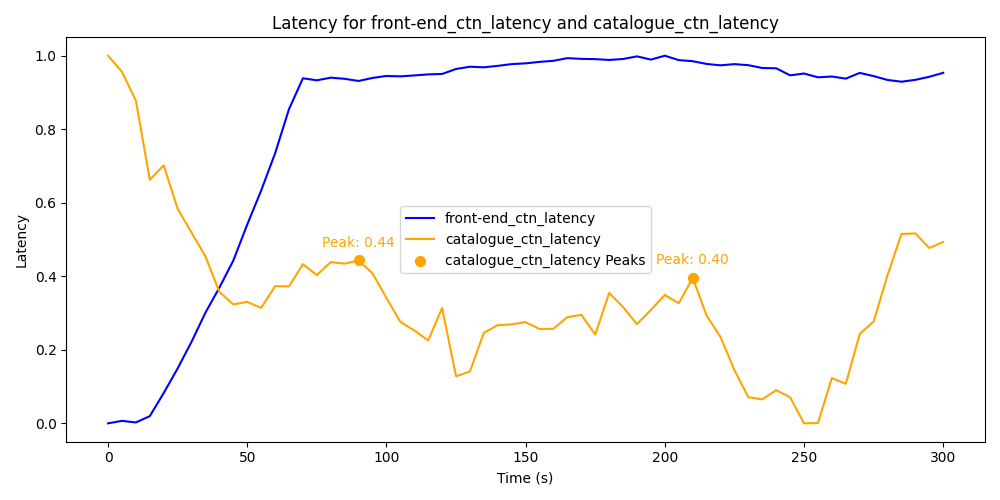 Latency for front-end_ctn_latency and catalogue_ctn_latency
Latency
1.0
0.8
0.6
0.4
0.2
0.0
Peak: 0.44
Peak: 0.40
front-end_ctn_latency
catalogue_ctn_latency
catalogue_ctn_latency Peaks
0 50 100 150 200 250 300
Time (s)